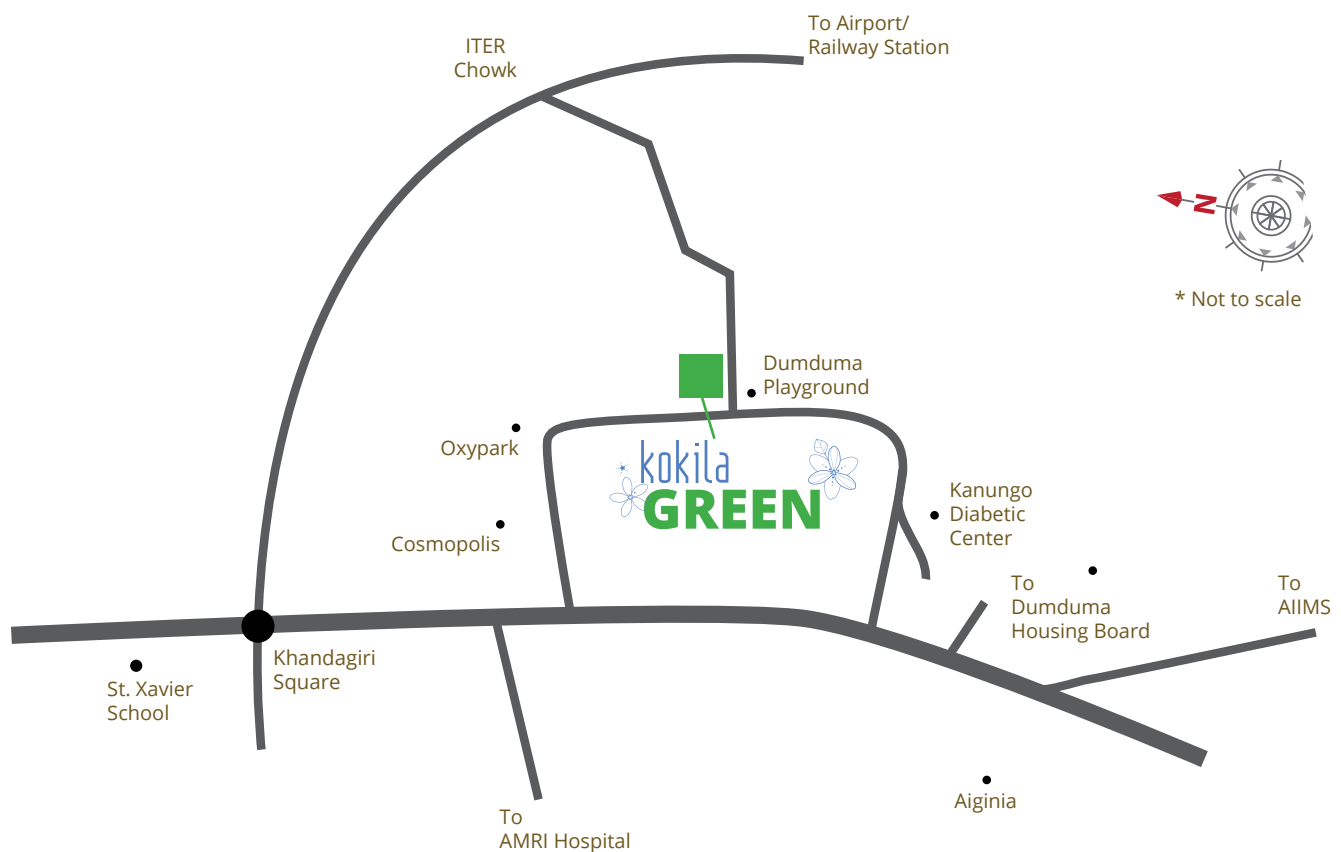 To Airport/
Railway Station
ITER
Chowk
N
* Not to scale
Dumduma
Playground
Oxypark
kokila
GREEN
Kanungo
Diabetic
Center
Cosmopolis
To
Dumduma
Housing Board
To
AIIMS
Khandagiri
Square
St. Xavier
School
Aiginia
To
AMRI Hospital